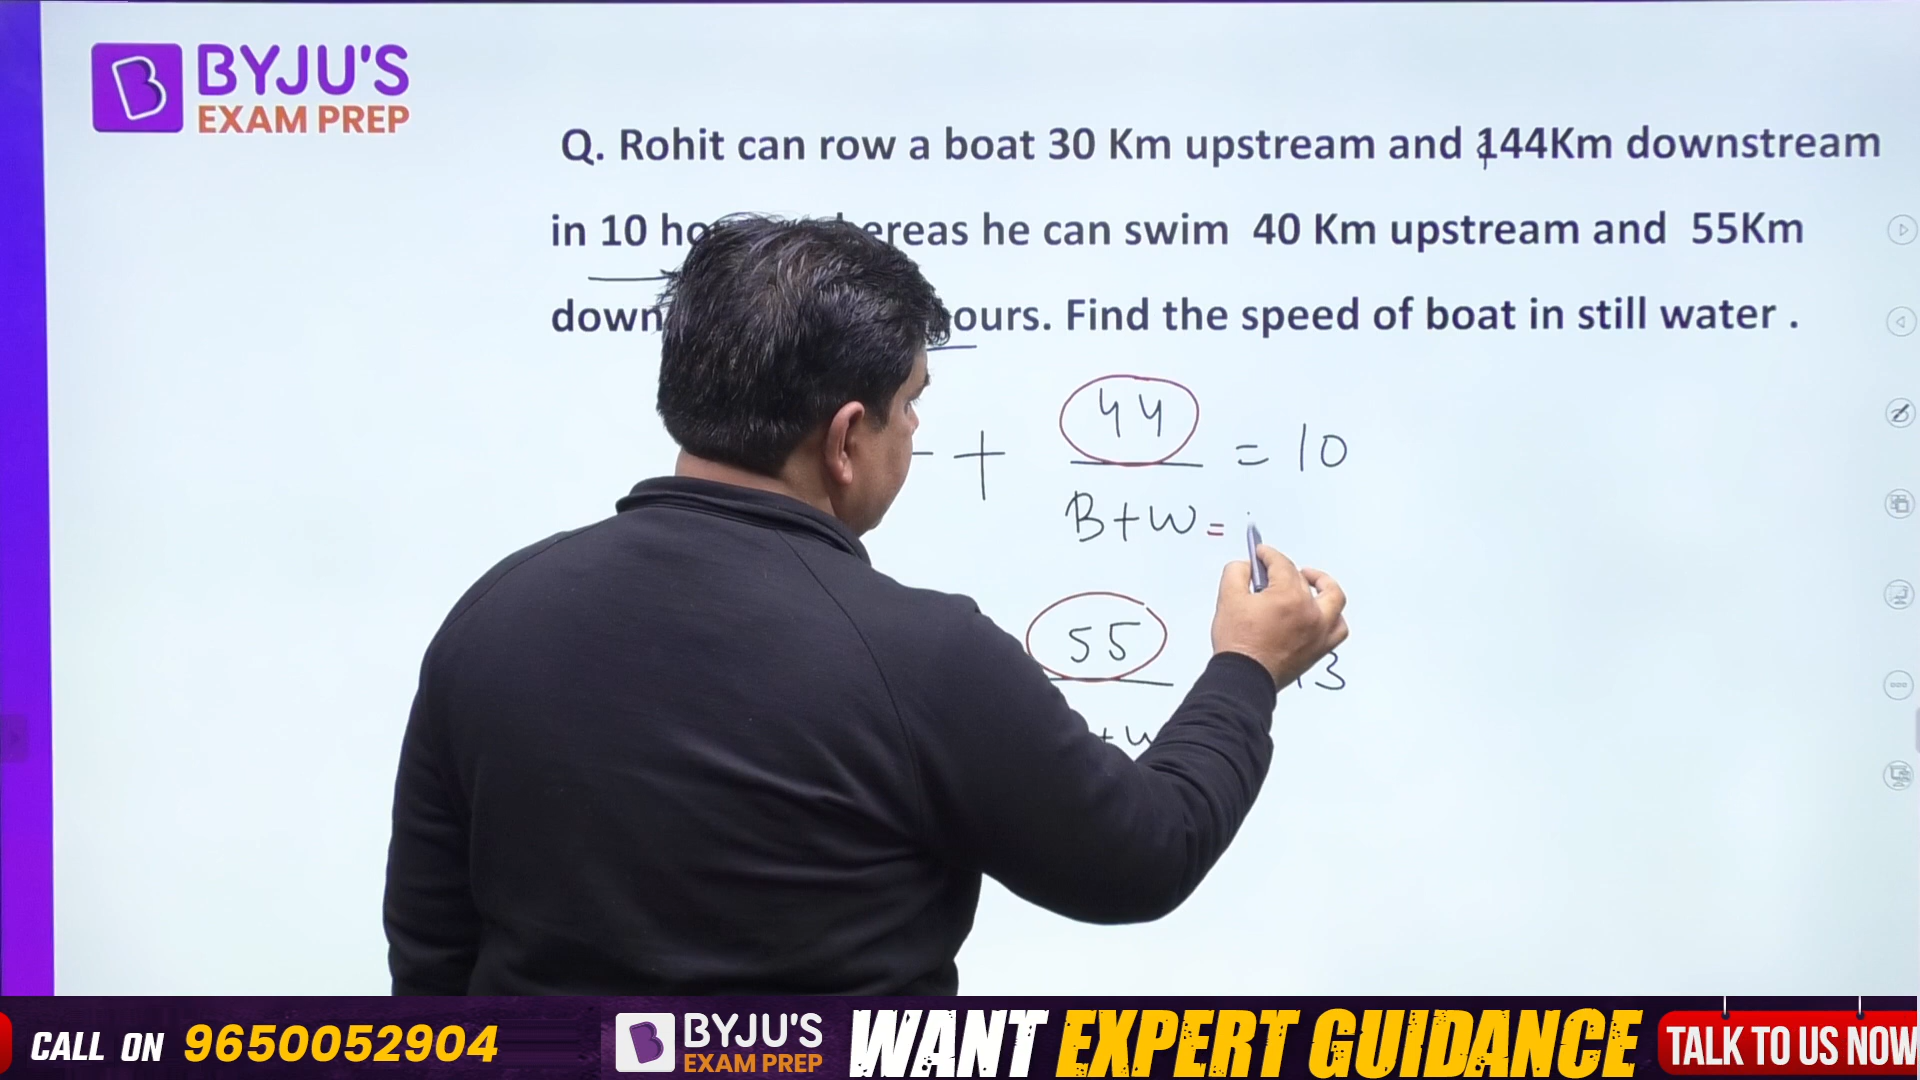 BYJU'S
EXAM PREP
Q. Rohit can row a boat 30 Km upstream and 144Km downstream
in 10 ho ereas he can swim 40 Km upstream and 55Km
down ours. Find the speed of boat in still water .
+ 44 = 10
B+W =
55 13
+W
CALL ON 9650052904
BYJU'S
EXAM PREP
WANT EXPERT GUIDANCE
TALK TO US NOW